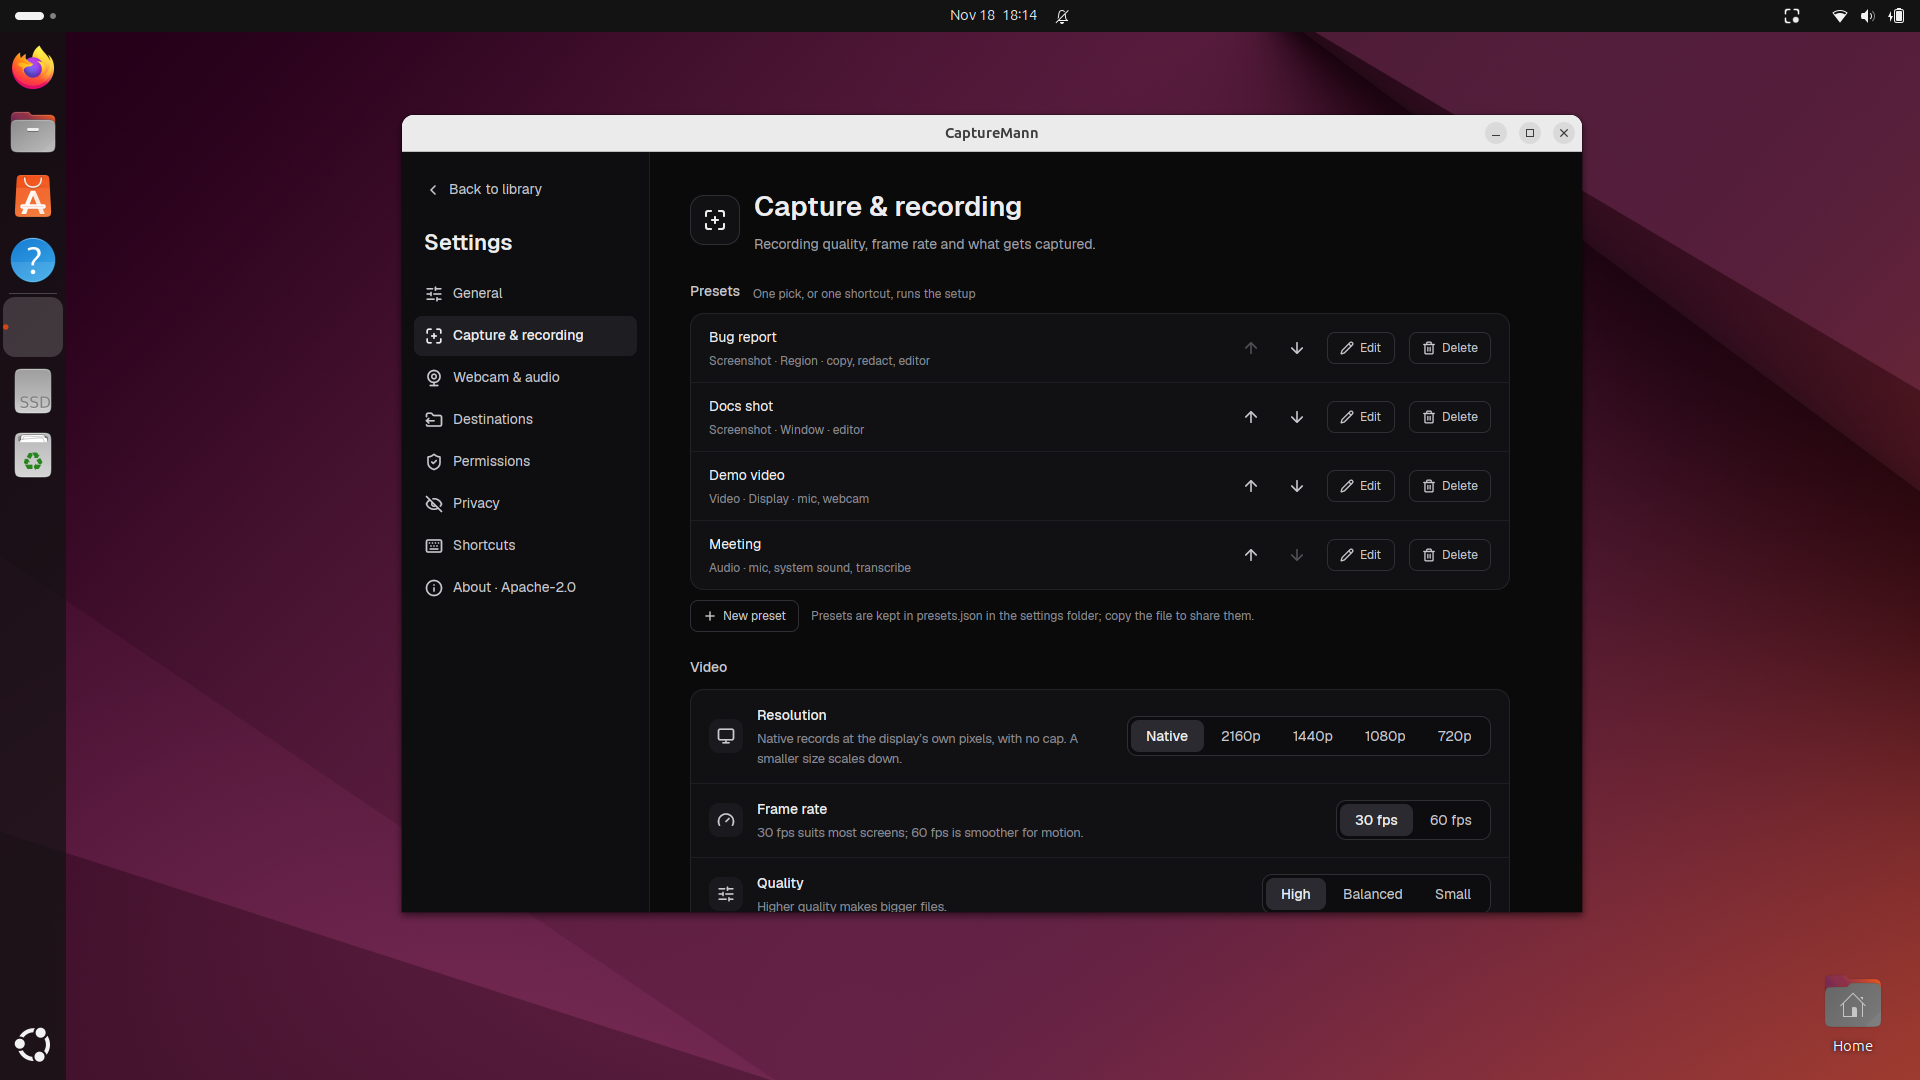 Nov 18 18:14
CaptureMann
Back to library
Settings
General
Capture & recording
Webcam & audio
Destinations
Permissions
Privacy
Shortcuts
About · Apache-2.0
Capture & recording
Recording quality, frame rate and what gets captured.
Presets One pick, or one shortcut, runs the setup
Bug report
Screenshot · Region · copy, redact, editor
Edit Delete
Docs shot
Screenshot · Window · editor
Edit Delete
Demo video
Video · Display · mic, webcam
Edit Delete
Meeting
Audio · mic, system sound, transcribe
Edit Delete
New preset Presets are kept in presets.json in the settings folder; copy the file to share them.
Video
Resolution
Native records at the display's own pixels, with no cap. A
smaller size scales down.
Native 2160p 1440p 1080p 720p
Frame rate
30 fps suits most screens; 60 fps is smoother for motion.
30 fps 60 fps
Quality
Higher quality makes bigger files.
High Balanced Small
SSD
Home